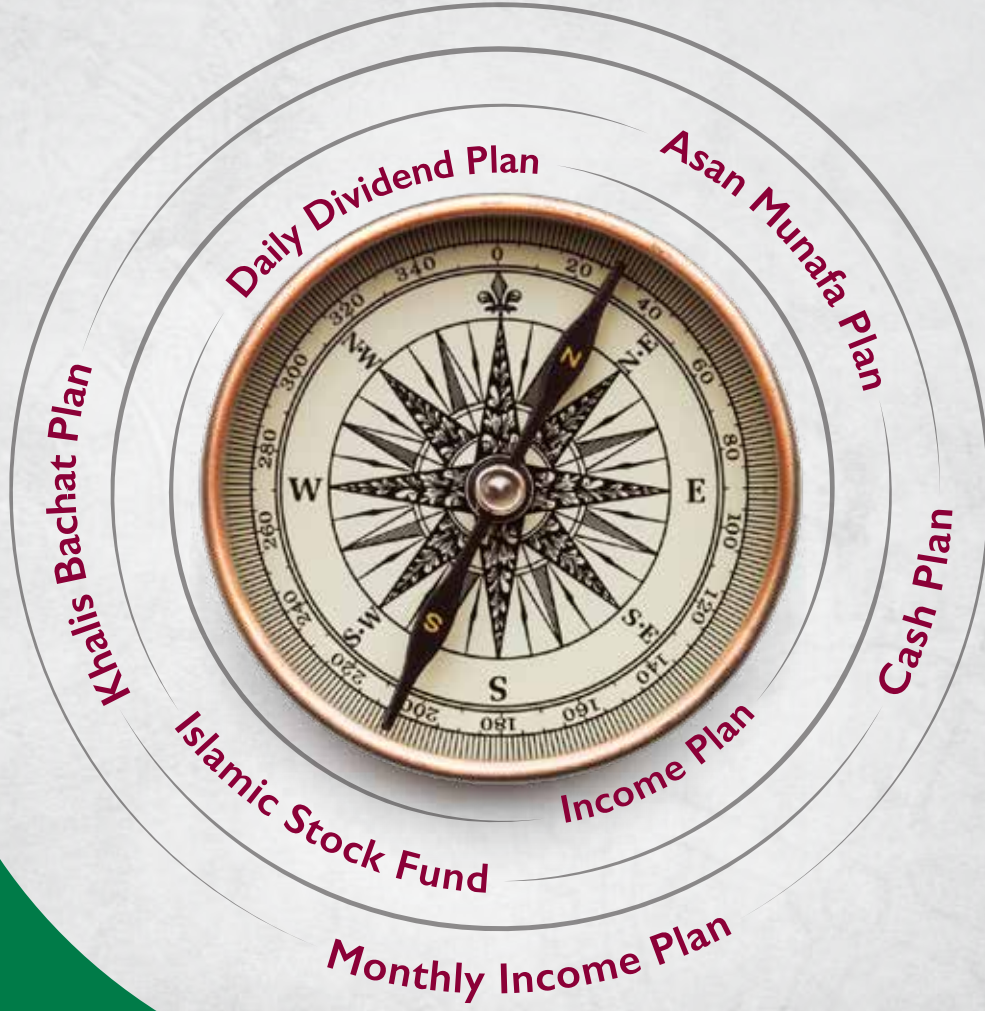 Daily Dividend Plan
Asan Munafa Plan
Khalis Bachat Plan
Cash Plan
Income Plan
Islamic Stock Fund
Monthly Income Plan
0
20
40
60
80
100
120
140
160
180
200
220
240
260
280
300
320
340
N·E
E
S·E
S
S·W
W
N·W
N
S